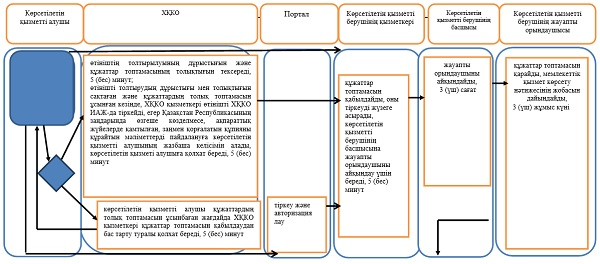 Көрсетілетін
қызметті алушы
ХҚКО
Портал
Көрсетілетін қызметті
берушінің қызметкері
Көрсетілетін
қызметті берушінің
басшысы
Көрсетілетін қызметті
берушінің жауапты
орындаушысы
өтініштің толтырылуының дұрыстығын және
құжаттар топтамасының толықтығын тексереді,
5 (бес) минут;
өтініштің толтырудың дұрыстығы мен толықтығын
сақтаған және құжаттардың толық топтамасын
ұсынған кезінде, ХҚКО қызметкері өтінішті ХҚКО
ИАЖ-да тіркейді, егер Қазақстан Республикасының
заңдарында өзгеше көзделмесе, ақпараттық
жүйелерде қамтылған, заңмен қорғалатын құпияны
құрайтын мәліметтерді пайдалануға көрсетілетін
қызметті алушының жазбаша келісімін алады,
көрсетілетін қызметі алушыға қолхат береді, 5 (бес)
минут
көрсетілетін қызметті алушы құжаттардың
толық топтамасын ұсынбаған жағдайда ХҚКО
қызметкері құжаттар топтамасын қабылдаудан
бас тарту туралы қолхат береді, 5 (бес) минут
тіркеу және
авторизация
лау
құжаттар
топтамасын
қабылдайды, оны
тіркеуді жүзеге
асырады,
көрсетілетін
қызметті
берушінің
басшысына
жауапты
орындаушыны
айқындау үшін
береді, 5 (бес)
минут
жауапты
орындаушыны
айқындайды,
3 (үш) сағат
құжаттар топтамасын
қарайды, мемлекеттік
қызмет көрсету
нәтижесінің жобасын
дайындайды,
3 (үш) жұмыс күні